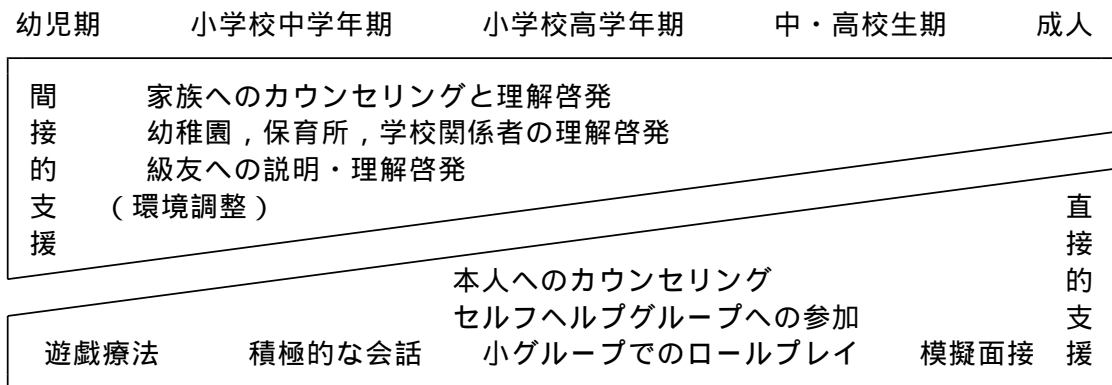 幼児期 小学校中学年期 小学校高学年期 中・高校生期 成人
間接的支援
家族へのカウンセリングと理解啓発
幼稚園，保育所，学校関係者の理解啓発
級友への説明・理解啓発
（環境調整）
直接的支援
本人へのカウンセリング
セルフヘルプグループへの参加
遊戯療法 積極的な会話 小グループでのロールプレイ 模擬面接